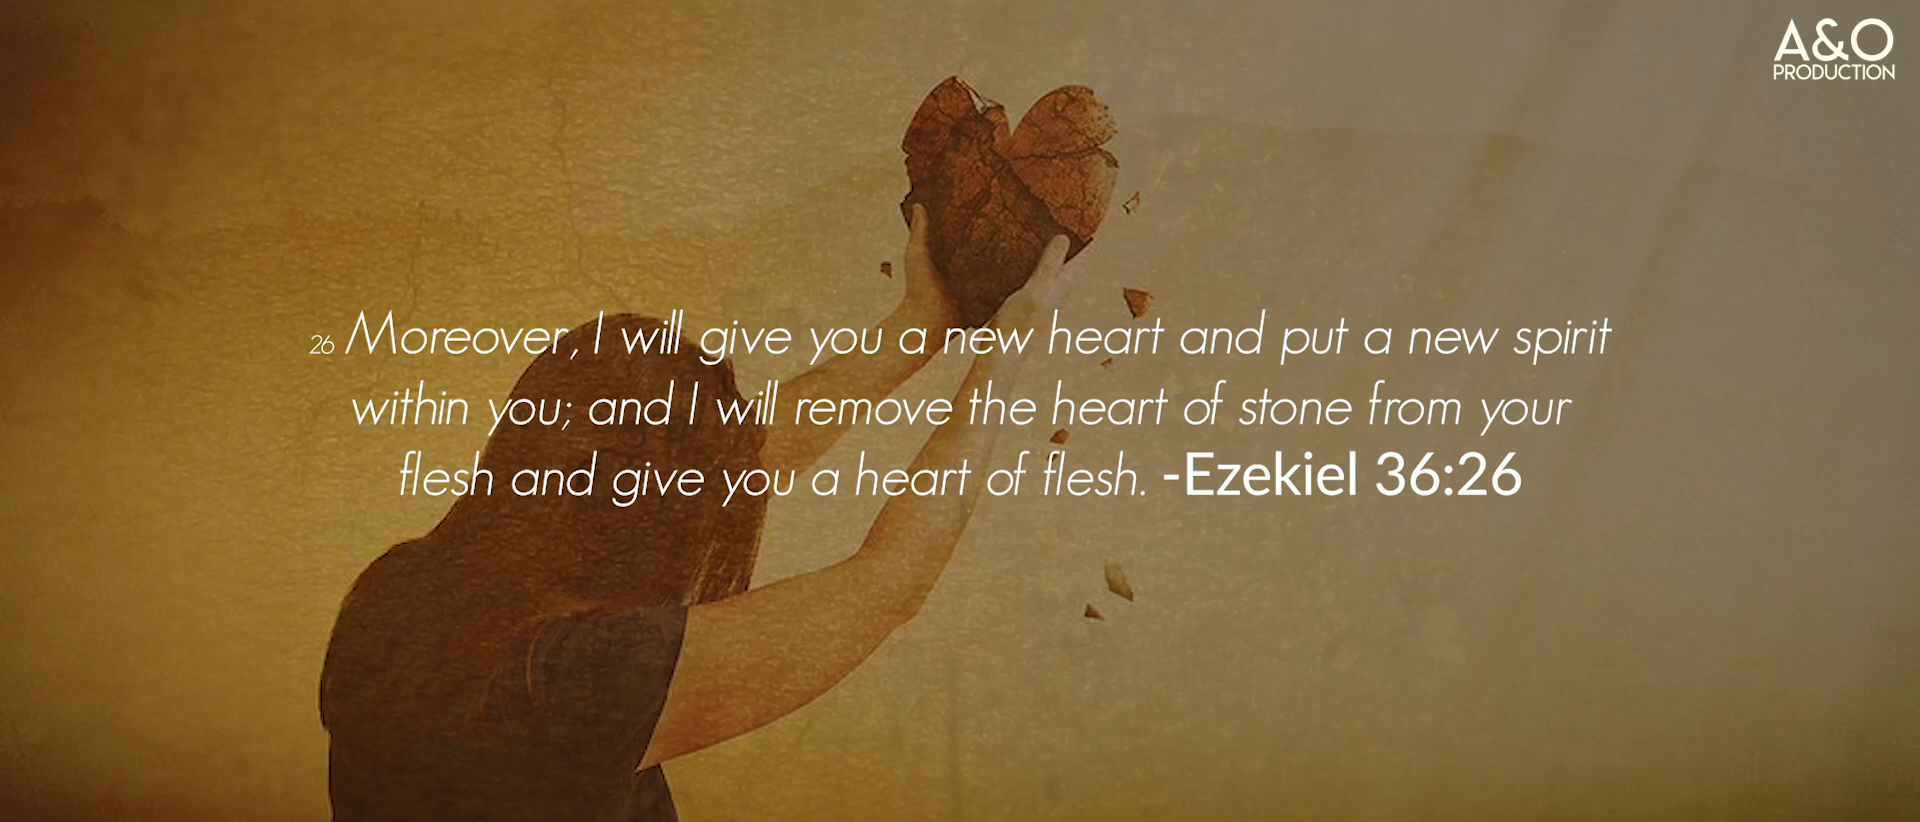 A&O
PRODUCTION
26 Moreover, I will give you a new heart and put a new spirit
within you; and I will remove the heart of stone from your
flesh and give you a heart of flesh. -Ezekiel 36:26